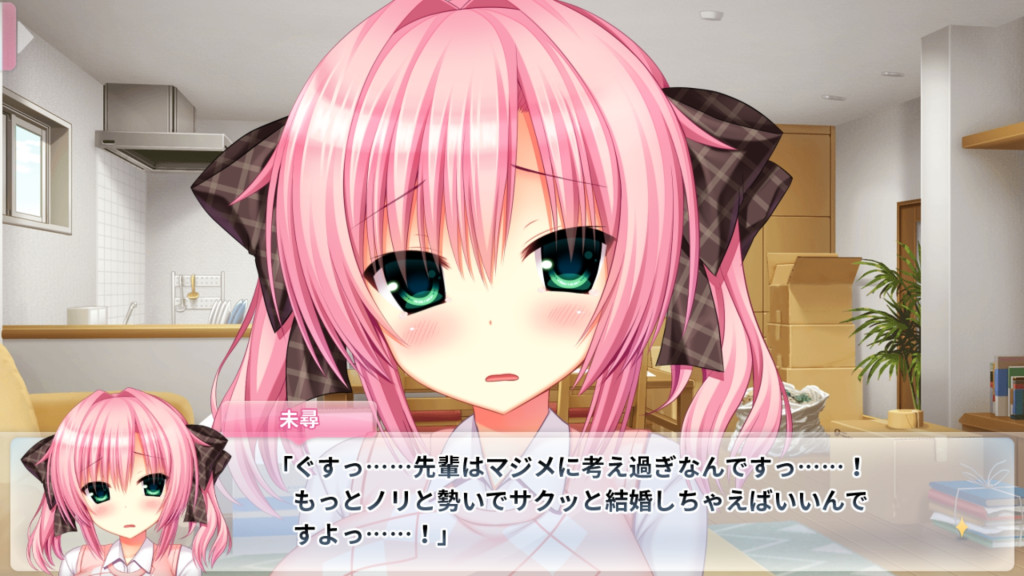 未尋
「ぐすっ……先輩はマジメに考え過ぎなんですっ……！
もっとノリと勢いでサクッと結婚しちゃえばいいんで
すよっ……！」